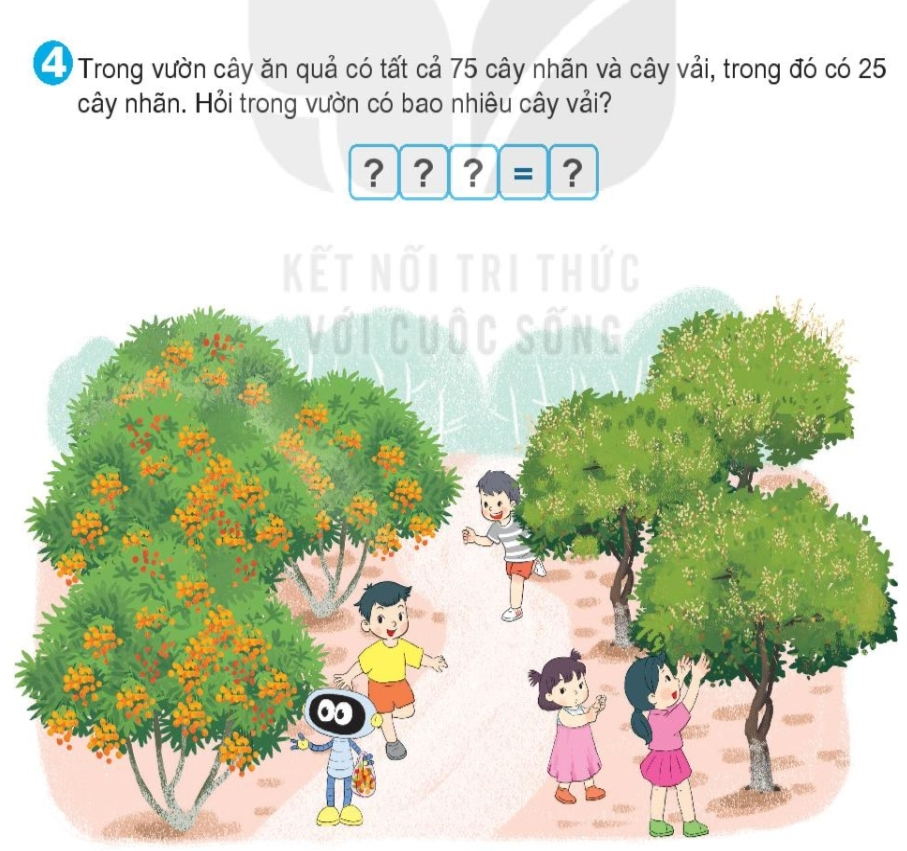 4 Trong vườn cây ăn quả có tất cả 75 cây nhãn và cây vải, trong đó có 25
cây nhãn. Hỏi trong vườn có bao nhiêu cây vải?
? ? ? = ?
KẾT NỐI TRI THỨC
VỚI CUỘC SỐNG